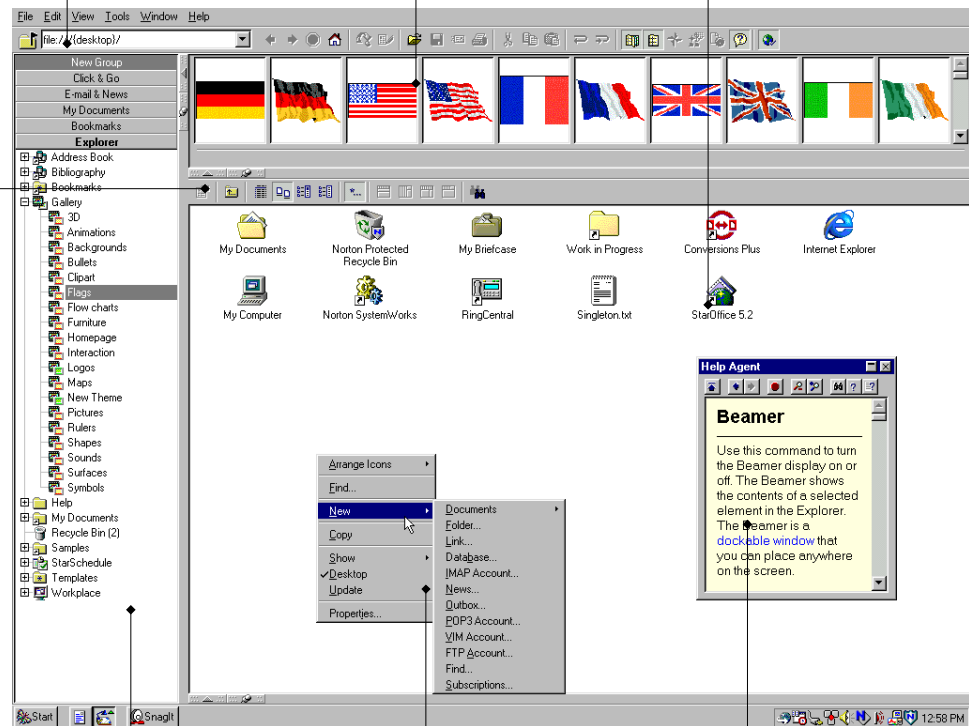 File Edit View Tools Window Help
file:///{desktop}/
New Group
Click & Go
E-mail & News
My Documents
Bookmarks
Explorer
Address Book
Bibliography
Bookmarks
Gallery
3D
Animations
Backgrounds
Bullets
Clipart
Flags
Flow charts
Furniture
Homepage
Interaction
Logos
Maps
New Theme
Pictures
Rulers
Shapes
Sounds
Surfaces
Symbols
Help
My Documents
Recycle Bin (2)
Samples
StarSchedule
Templates
Workplace
My Documents
Norton Protected
Recycle Bin
My Briefcase
Work in Progress
Conversions Plus
Internet Explorer
My Computer
Norton SystemWorks
RingCentral
Singleton.txt
StarOffice 5.2
Arrange Icons
Find...
New
Copy
Show
Desktop
Update
Properties...
Documents
Folder...
Link...
Database...
IMAP Account...
News...
Outbox...
POP3 Account...
VIM Account...
FTP Account...
Find...
Subscriptions...
Help Agent
Beamer
Use this command to turn
the Beamer display on or
off. The Beamer shows
the contents of a selected
element in the Explorer.
The Beamer is a
dockable window that
you can place anywhere
on the screen.
Start
SnagIt
12:58 PM